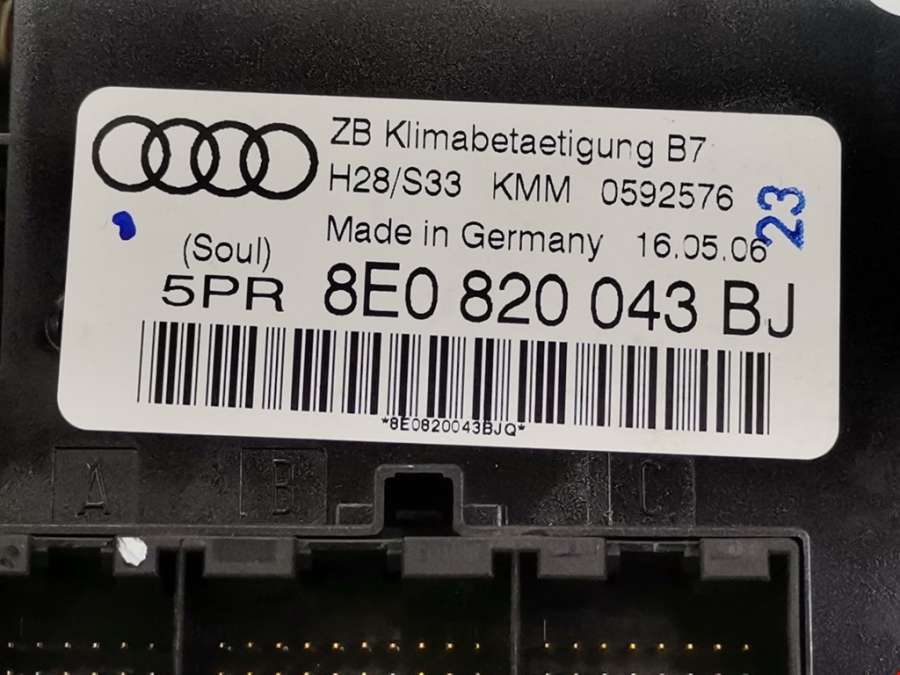 ZB Klimabetaetigung B7
H28/S33 KMM 0592576
23
Made in Germany 16.05.06
(Soul)
5PR 8E0 820 043 BJ
*8E0820043BJQ*
A B C